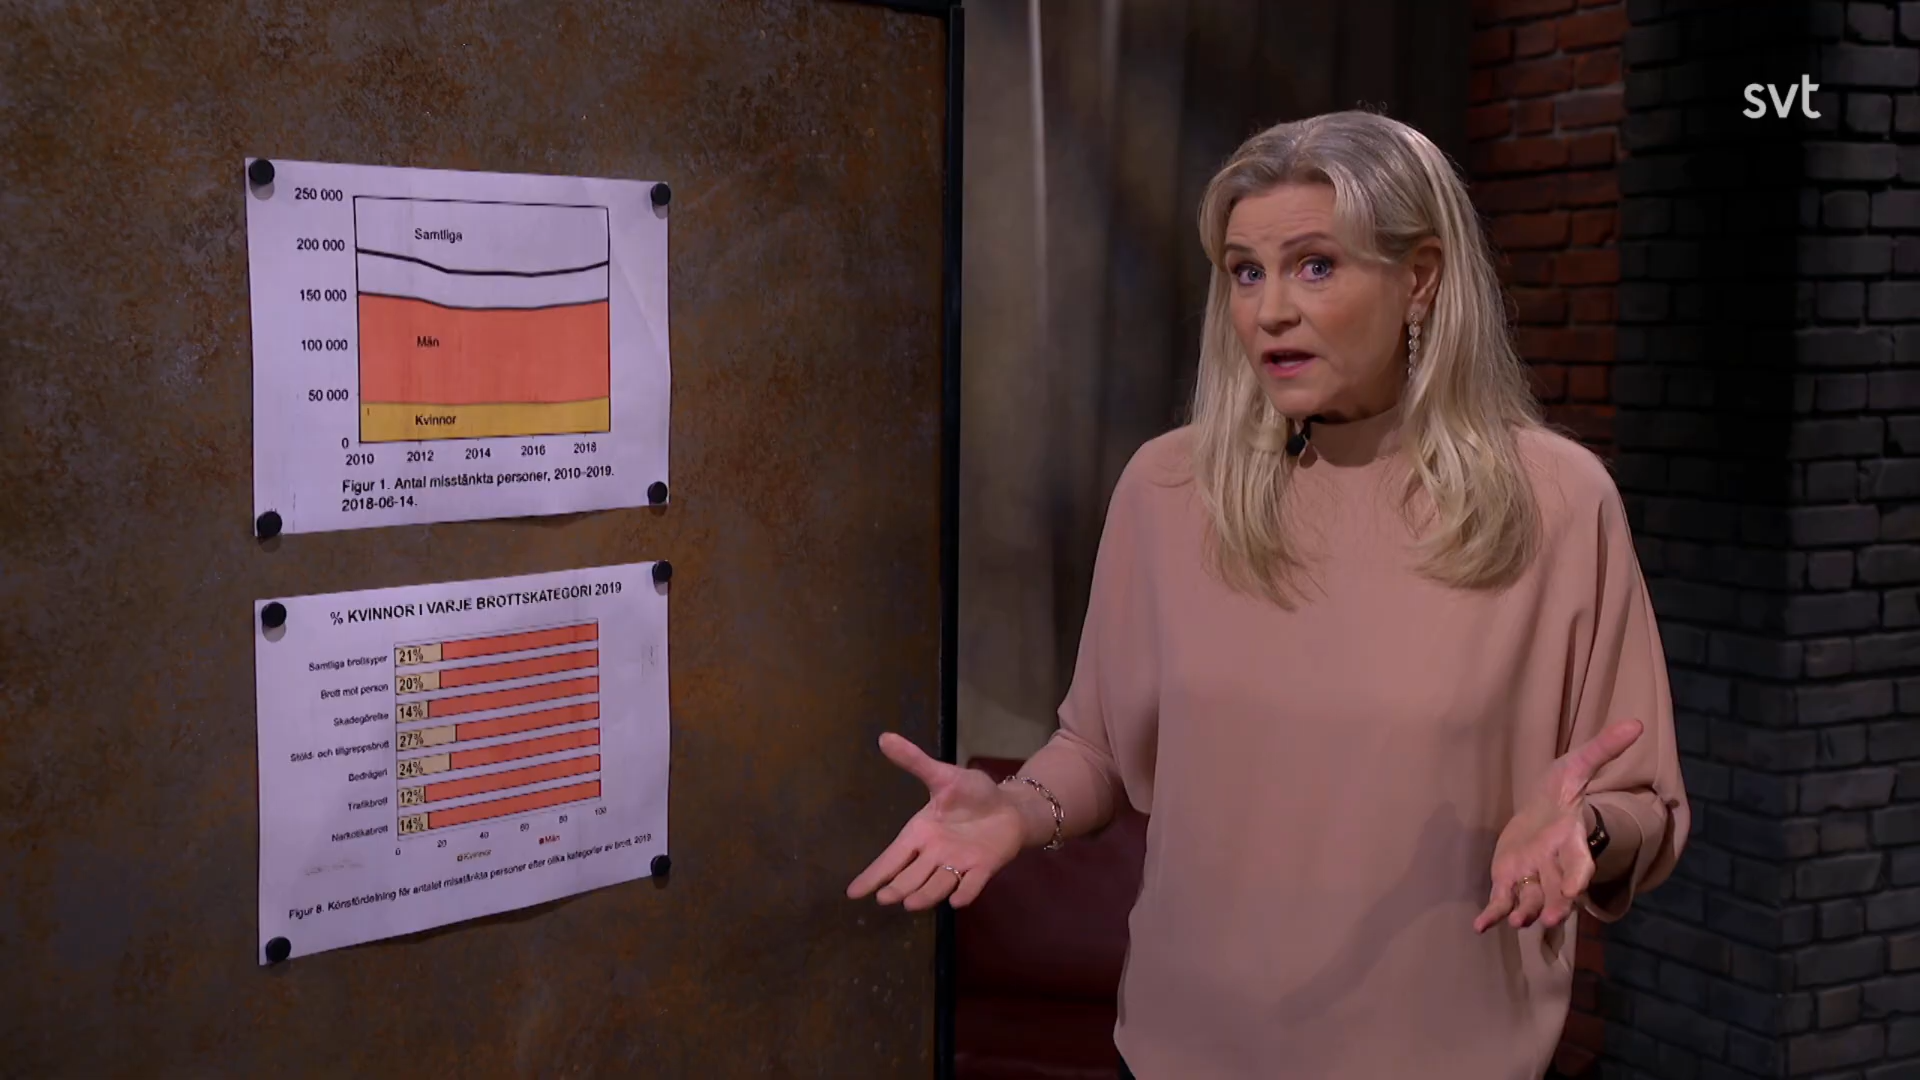 svt
250 000
200 000
150 000
100 000
50 000
0
Samtliga
Män
Kvinnor
2010 2012 2014 2016 2018
Figur 1. Antal misstänkta personer, 2010-2019.
2018-06-14.
% KVINNOR I VARJE BROTTSKATEGORI 2019
Samtliga brottsyper 21%
Brott mot person 20%
Skadegörelse 14%
Stöld- och tillgreppsbrott 27%
Bedrägeri 24%
Trafikbrott 12%
Narkotikabrott 14%
0 20 40 60 80 100
Kvinnor Män
Figur 8. Könsfördelning för antalet misstänkta personer efter olika kategorier av brott, 2019